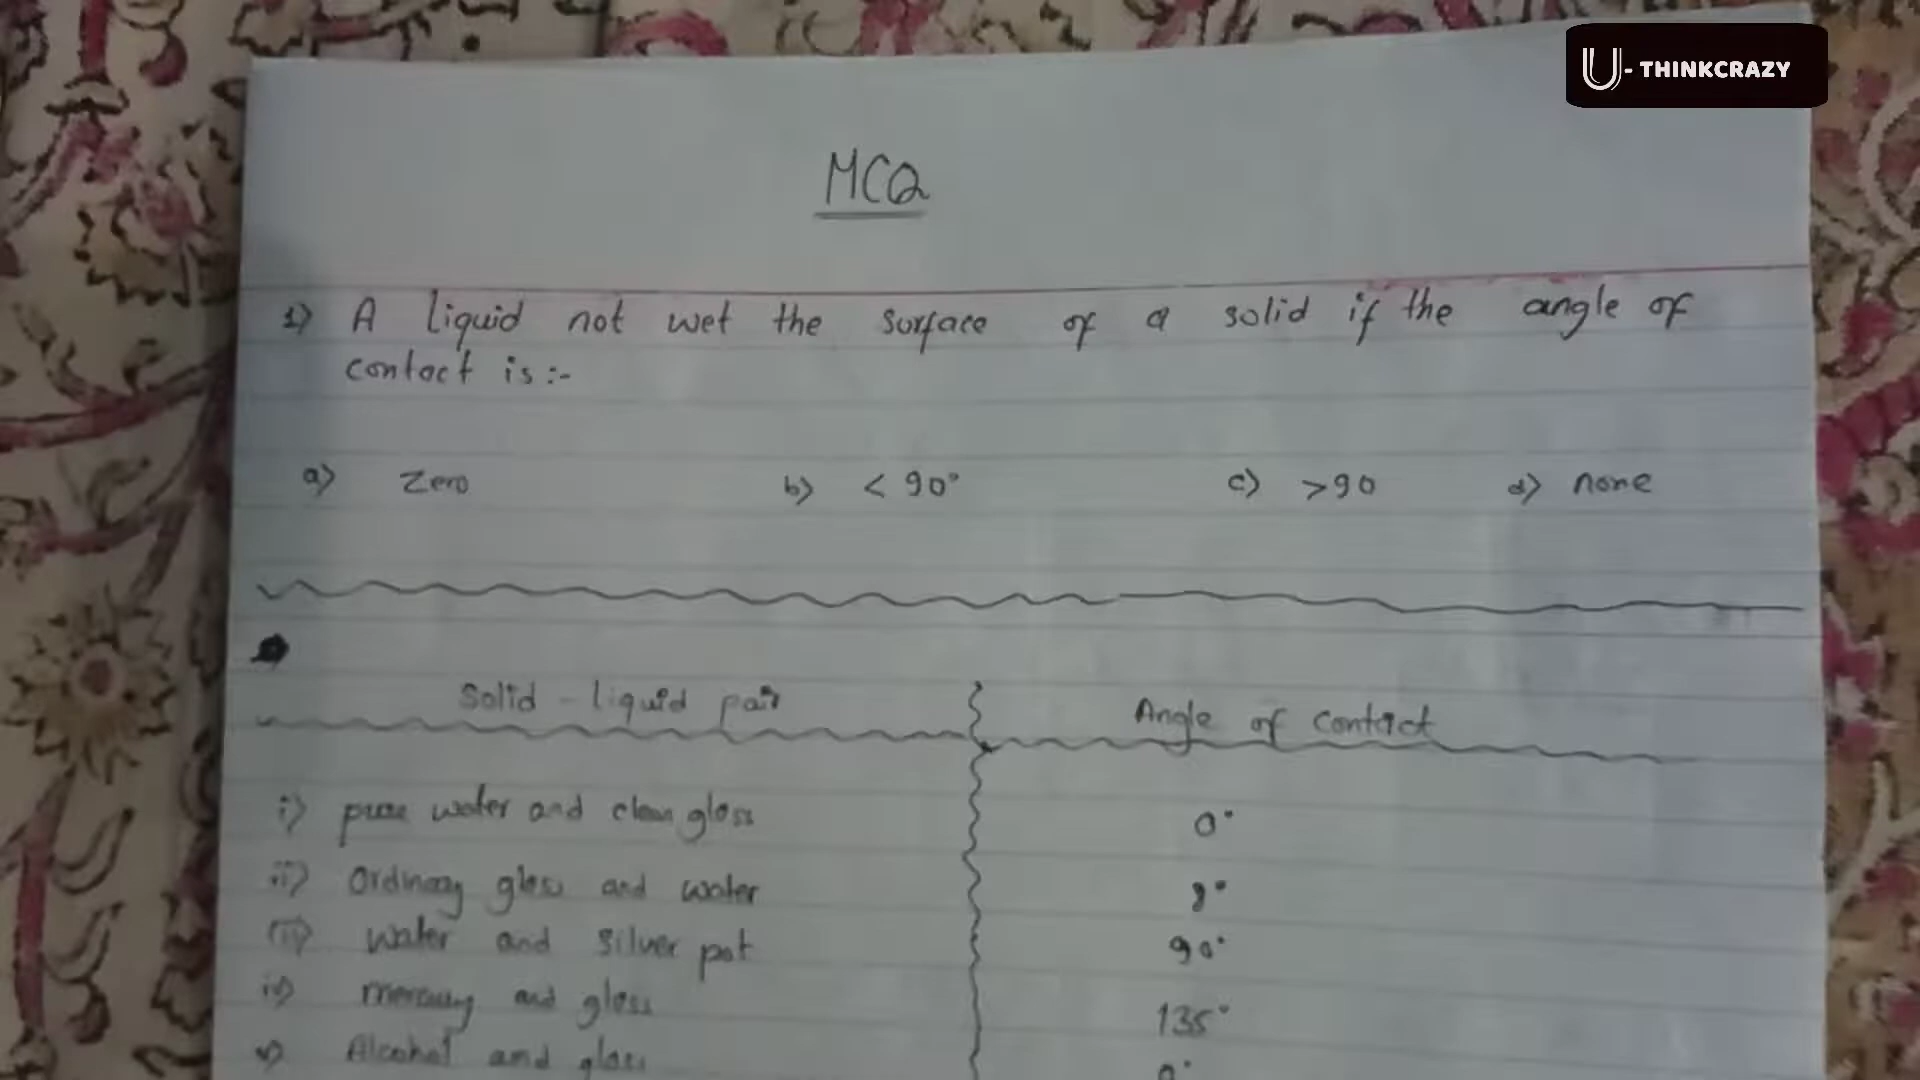 U - THINKCRAZY
MCQ
1) A liquid not wet the surface of a solid if the angle of
contact is :-
a) Zero b) < 90° c) >90 d) none
Solid - liquid pair Angle of contact
i) pure water and clean glass 0°
ii) Ordinary glass and water 8°
iii) water and silver pot 90°
iv) mercury and glass 135°
v) Alcohol and glass 0°